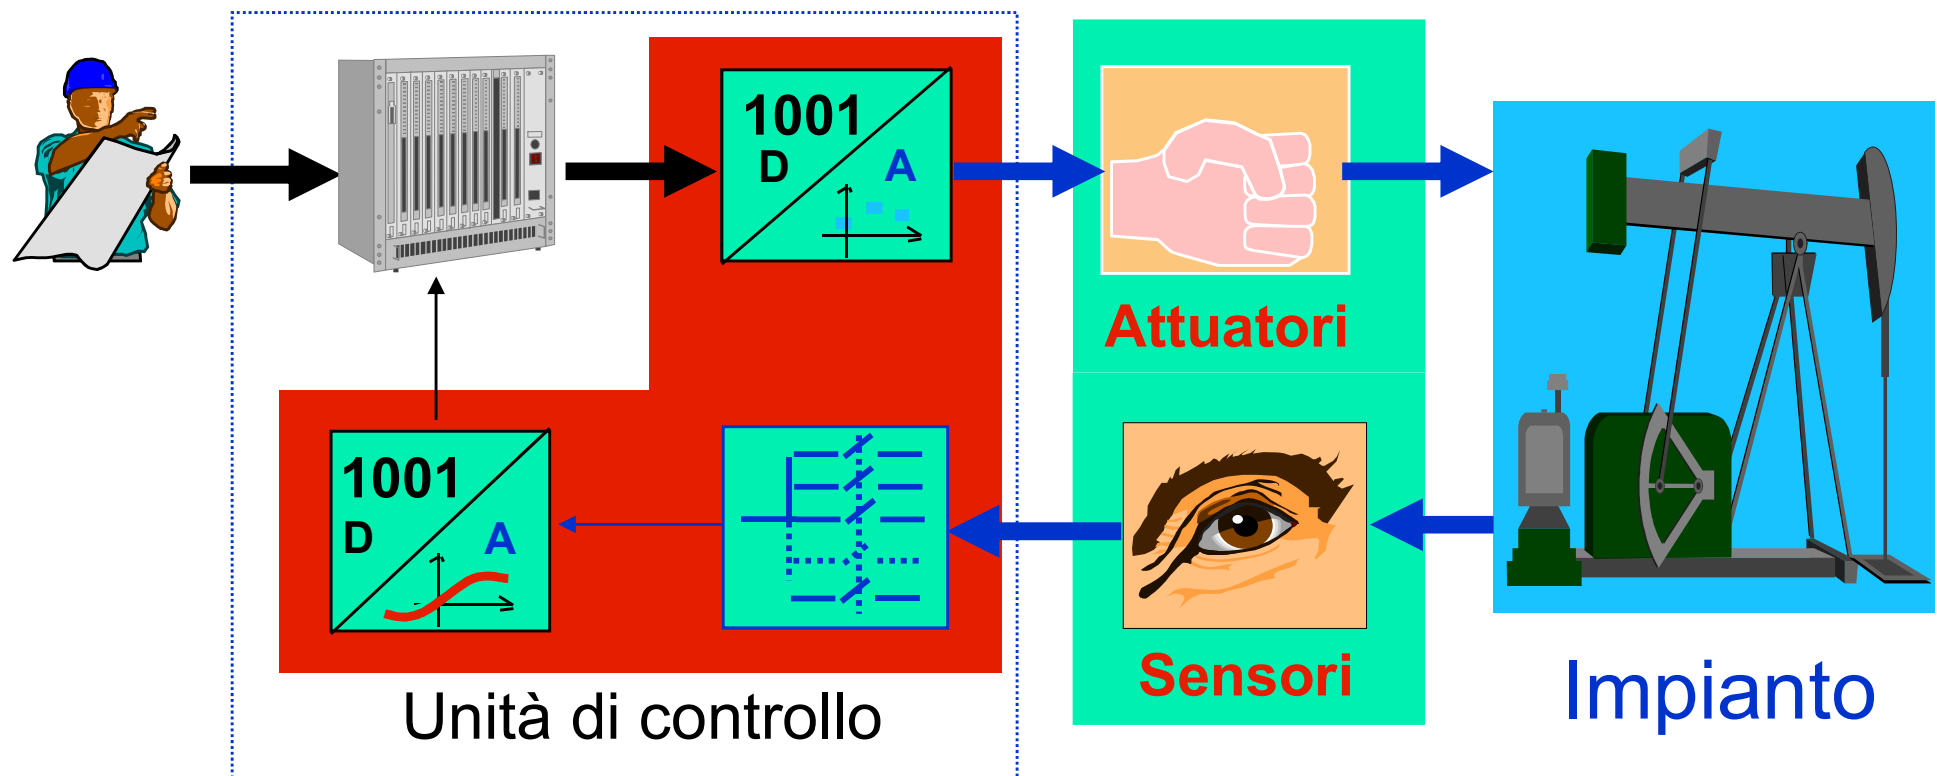 1001
D
A
Attuatori
1001
D
A
Sensori
Unità di controllo
Impianto